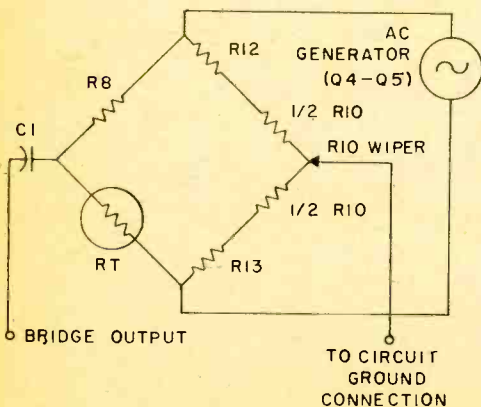 AC
GENERATOR
(Q4-Q5)
R12
R8
1/2 R10
C1
R10 WIPER
1/2 R10
RT
R13
BRIDGE OUTPUT
TO CIRCUIT
GROUND
CONNECTION